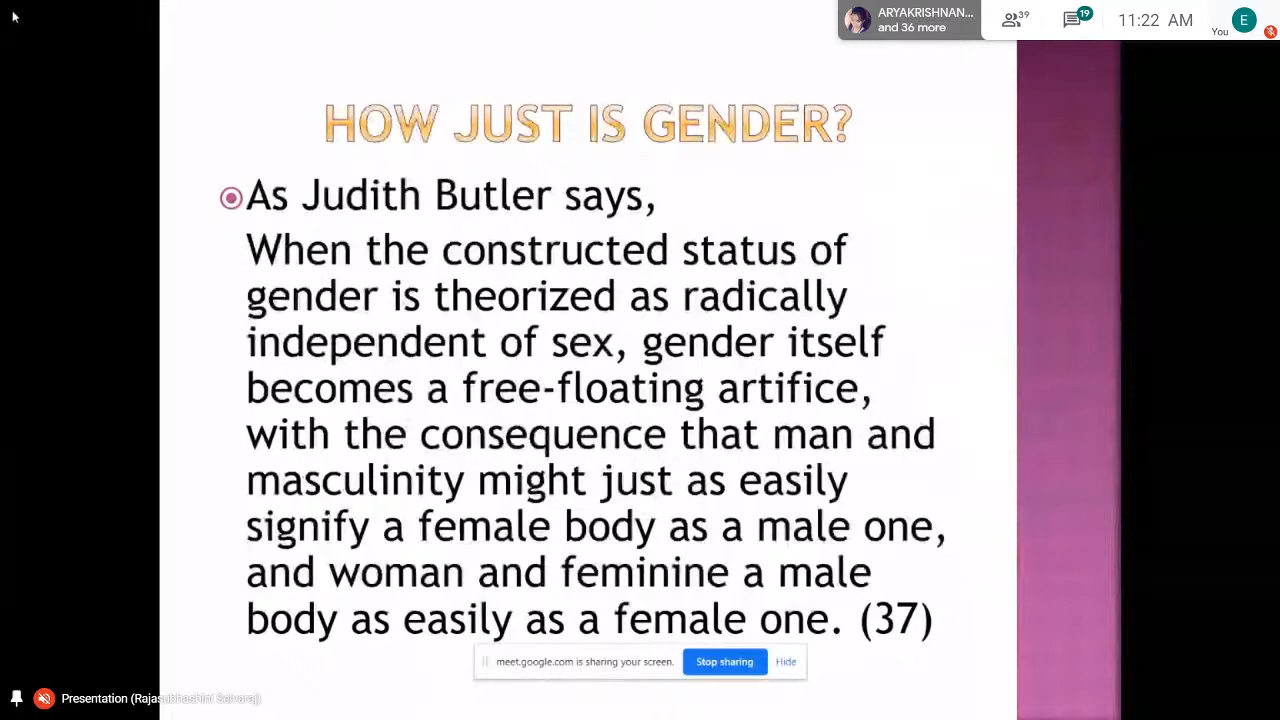 ARYAKRISHNAN...
and 36 more
39
19
11:22 AM
E
You
HOW JUST IS GENDER?
As Judith Butler says,
When the constructed status of
gender is theorized as radically
independent of sex, gender itself
becomes a free-floating artifice,
with the consequence that man and
masculinity might just as easily
signify a female body as a male one,
and woman and feminine a male
body as easily as a female one. (37)
meet.google.com is sharing your screen.
Stop sharing
Hide
Presentation (Rajasubhashini Selvaraj)